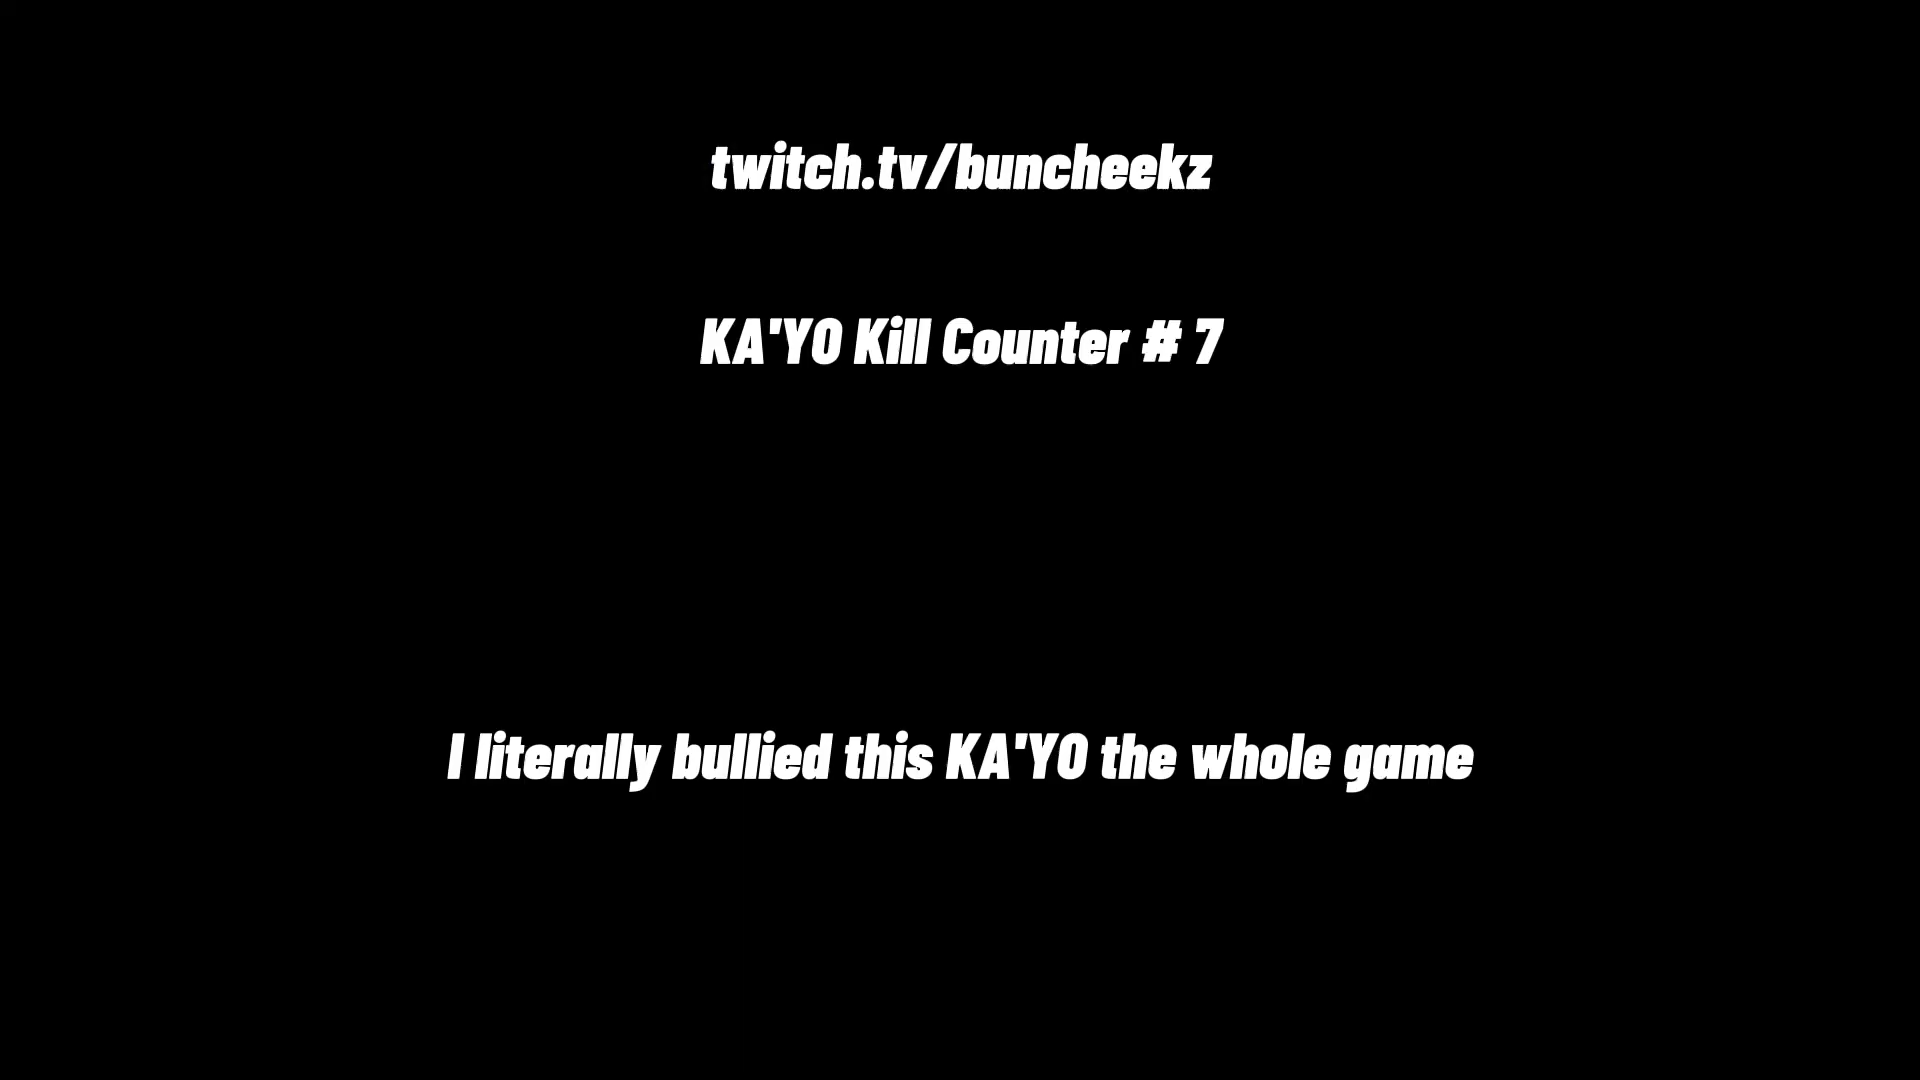 twitch.tv/buncheekz
KA'YO Kill Counter # 7
I literally bullied this KA'YO the whole game